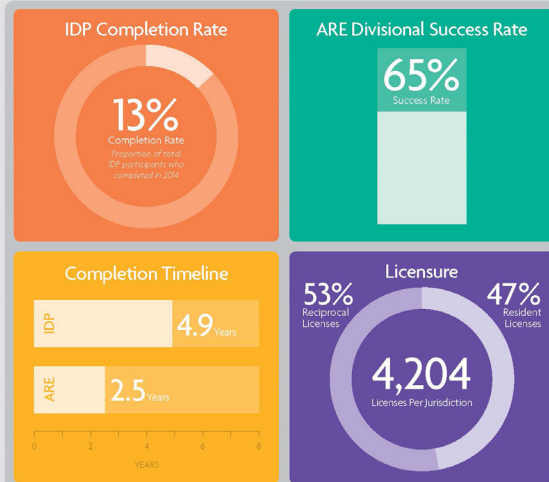 IDP Completion Rate
13%
Completion Rate
Proportion of total
IDP participants who
completed in 2014
ARE Divisional Success Rate
65%
Success Rate
Completion Timeline
IDP
4.9 Years
ARE
2.5 Years
0 2 4 6 8
YEARS
Licensure
53%
Reciprocal
Licenses
47%
Resident
Licenses
4,204
Licenses Per Jurisdiction